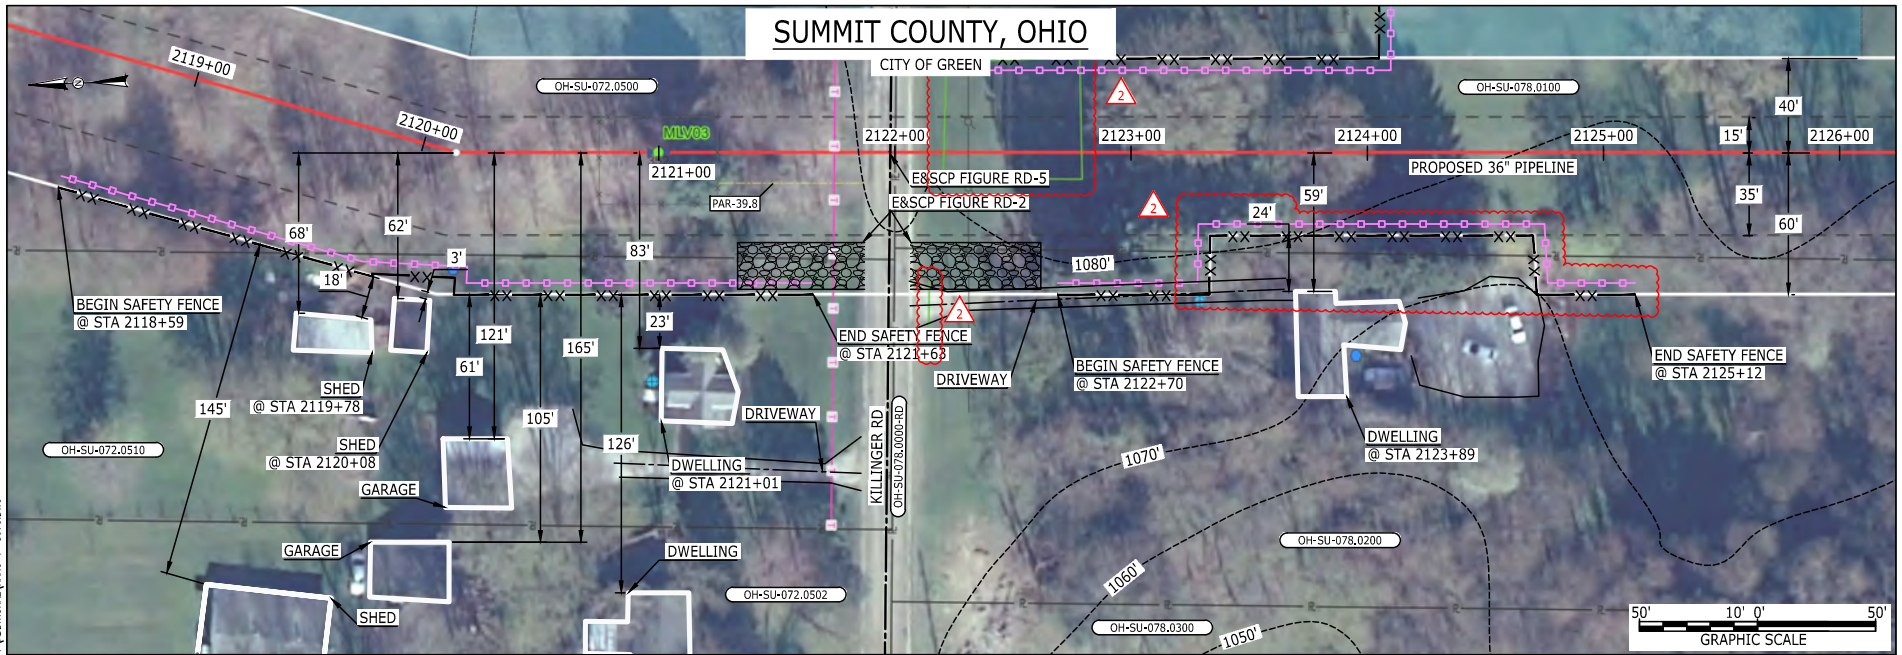 SUMMIT COUNTY, OHIO
CITY OF GREEN
2119+00
N
OH-SU-072.0500
2
OH-SU-078.0100
40'
2120+00
MLV03
2122+00
2123+00
2124+00
2125+00
15'
2126+00
2121+00
E&SCP FIGURE RD-5
PROPOSED 36" PIPELINE
PAR-39.8
E&SCP FIGURE RD-2
2
59'
35'
24'
60'
68'
62'
83'
3'
18'
1080'
BEGIN SAFETY FENCE
@ STA 2118+59
121'
165'
23'
2
END SAFETY FENCE
@ STA 2121+63
61'
DRIVEWAY
BEGIN SAFETY FENCE
@ STA 2122+70
END SAFETY FENCE
@ STA 2125+12
SHED
@ STA 2119+78
145'
105'
DRIVEWAY
126'
KILLINGER RD
OH-SU-078.0000-RD
OH-SU-072.0510
SHED
@ STA 2120+08
DWELLING
@ STA 2121+01
1070'
DWELLING
@ STA 2123+89
GARAGE
GARAGE
DWELLING
OH-SU-078.0200
1060'
OH-SU-072.0502
SHED
OH-SU-078.0300
1050'
50'
10'
0'
50'
GRAPHIC SCALE